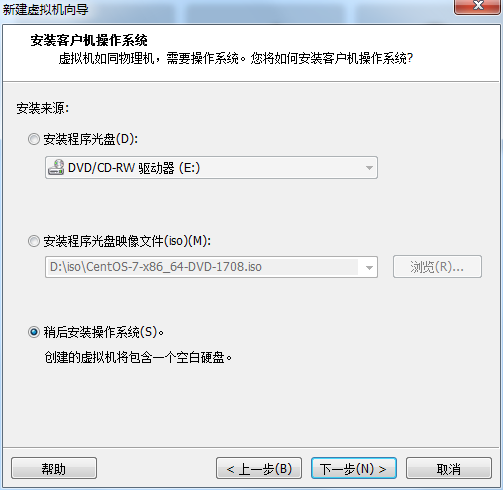 新建虚拟机向导
安装客户机操作系统
虚拟机如同物理机，需要操作系统。您将如何安装客户机操作系统?
安装来源:
安装程序光盘(D):
DVD/CD-RW 驱动器 (E:)
安装程序光盘映像文件(iso)(M):
D:\iso\CentOS-7-x86_64-DVD-1708.iso
浏览(R)...
稍后安装操作系统(S)。
创建的虚拟机将包含一个空白硬盘。
帮助
< 上一步(B)
下一步(N) >
取消